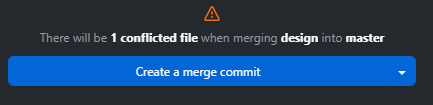 There will be 1 conflicted file when merging design into master
Create a merge commit